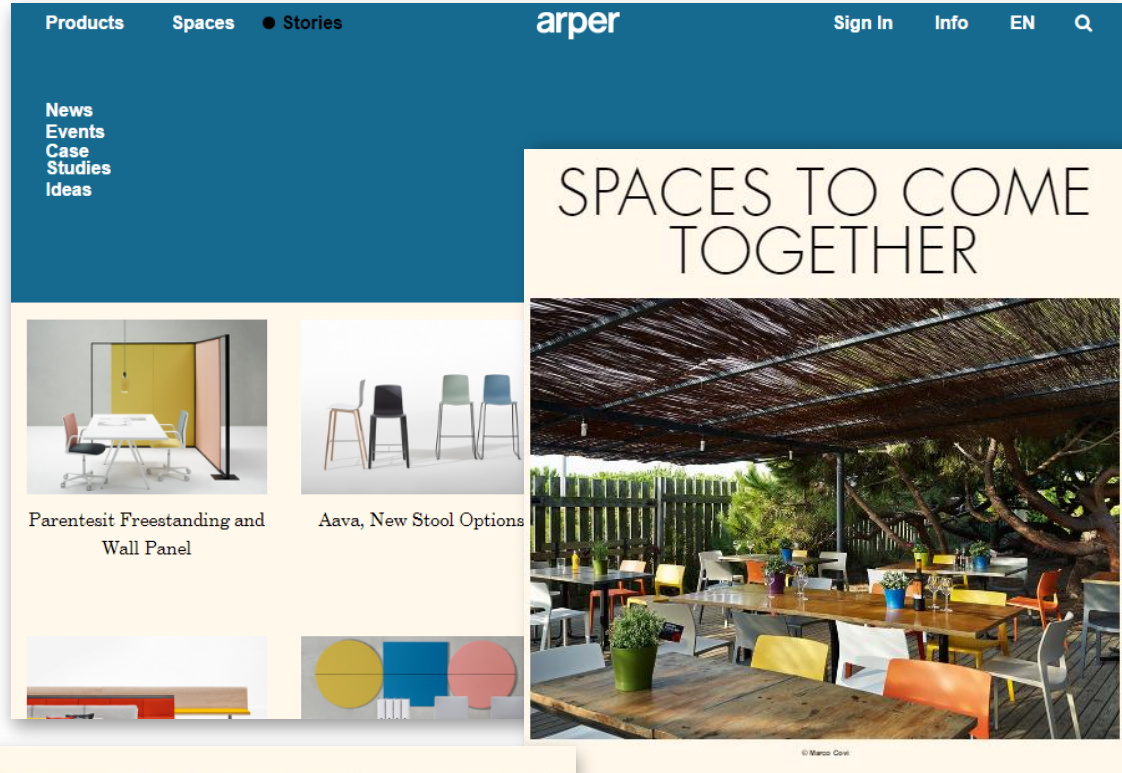 Products Spaces Stories arper Sign In Info EN
News
Events
Case
Studies
Ideas
SPACES TO COME
TOGETHER
Parentesit Freestanding and
Wall Panel
Aava, New Stool Options
© Marco Covi